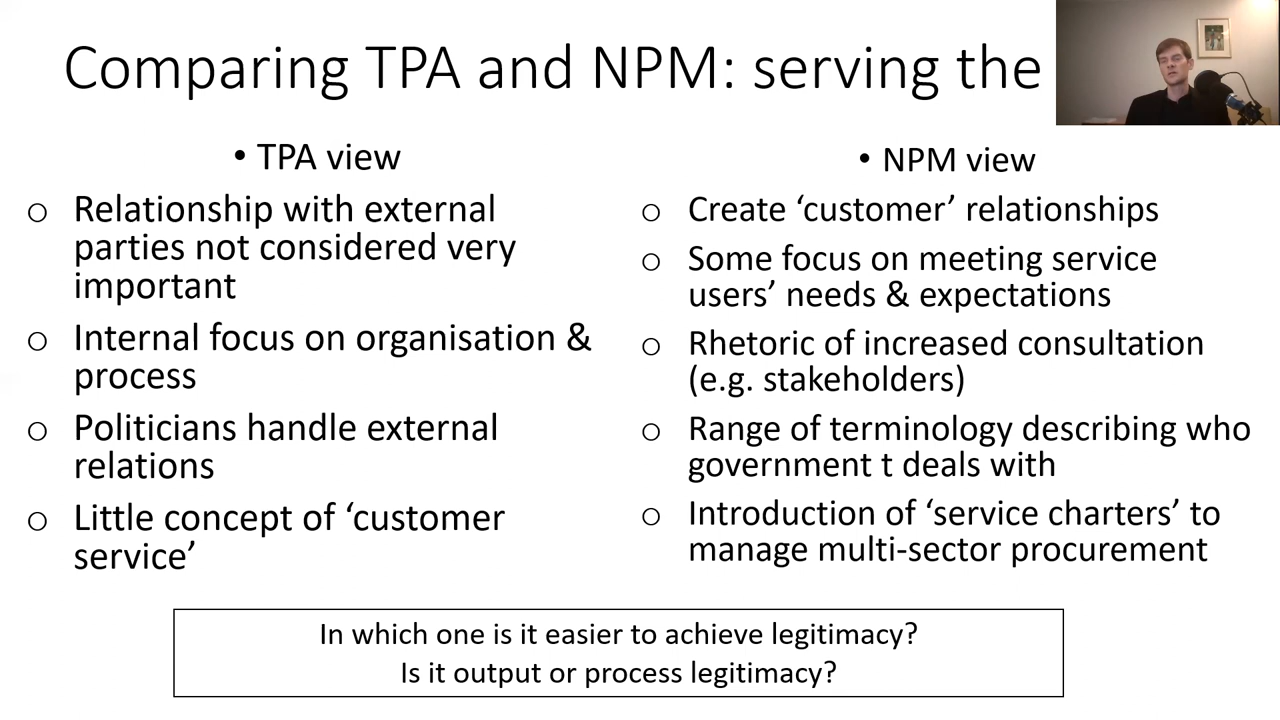 Comparing TPA and NPM: serving the
• TPA view
o Relationship with external
parties not considered very
important
o Internal focus on organisation &
process
o Politicians handle external
relations
o Little concept of ‘customer
service’
• NPM view
o Create ‘customer’ relationships
o Some focus on meeting service
users’ needs & expectations
o Rhetoric of increased consultation
(e.g. stakeholders)
o Range of terminology describing who
government t deals with
o Introduction of ‘service charters’ to
manage multi-sector procurement
In which one is it easier to achieve legitimacy?
Is it output or process legitimacy?